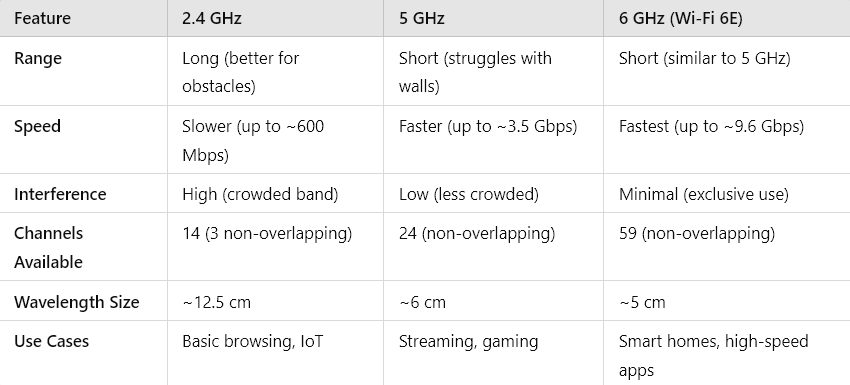 Feature 2.4 GHz 5 GHz 6 GHz (Wi-Fi 6E)
Range Long (better for obstacles) Short (struggles with walls) Short (similar to 5 GHz)
Speed Slower (up to ~600 Mbps) Faster (up to ~3.5 Gbps) Fastest (up to ~9.6 Gbps)
Interference High (crowded band) Low (less crowded) Minimal (exclusive use)
Channels Available 14 (3 non-overlapping) 24 (non-overlapping) 59 (non-overlapping)
Wavelength Size ~12.5 cm ~6 cm ~5 cm
Use Cases Basic browsing, IoT Streaming, gaming Smart homes, high-speed apps